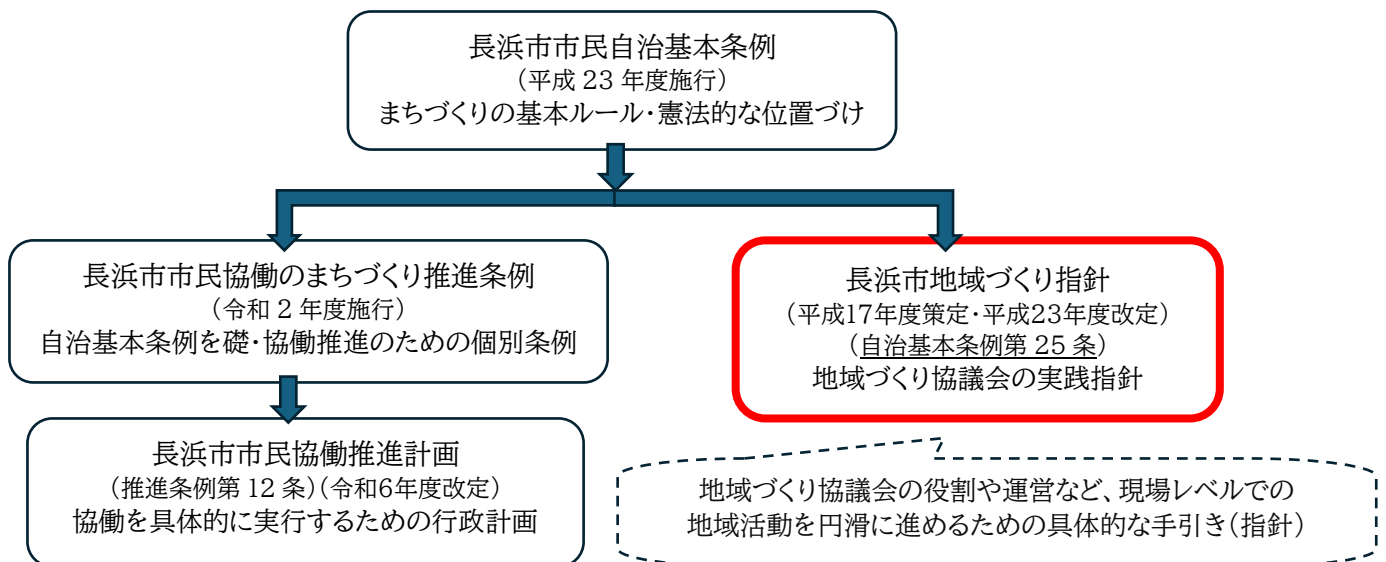 長浜市市民自治基本条例
（平成 23 年度施行）
まちづくりの基本ルール・憲法的な位置づけ
長浜市市民協働のまちづくり推進条例
（令和 2 年度施行）
自治基本条例を礎・協働推進のための個別条例
長浜市地域づくり指針
（平成17年度策定・平成23年度改定）
（自治基本条例第 25 条）
地域づくり協議会の実践指針
長浜市市民協働推進計画
（推進条例第 12 条）（令和6年度改定）
協働を具体的に実行するための行政計画
地域づくり協議会の役割や運営など、現場レベルでの
地域活動を円滑に進めるための具体的な手引き（指針）